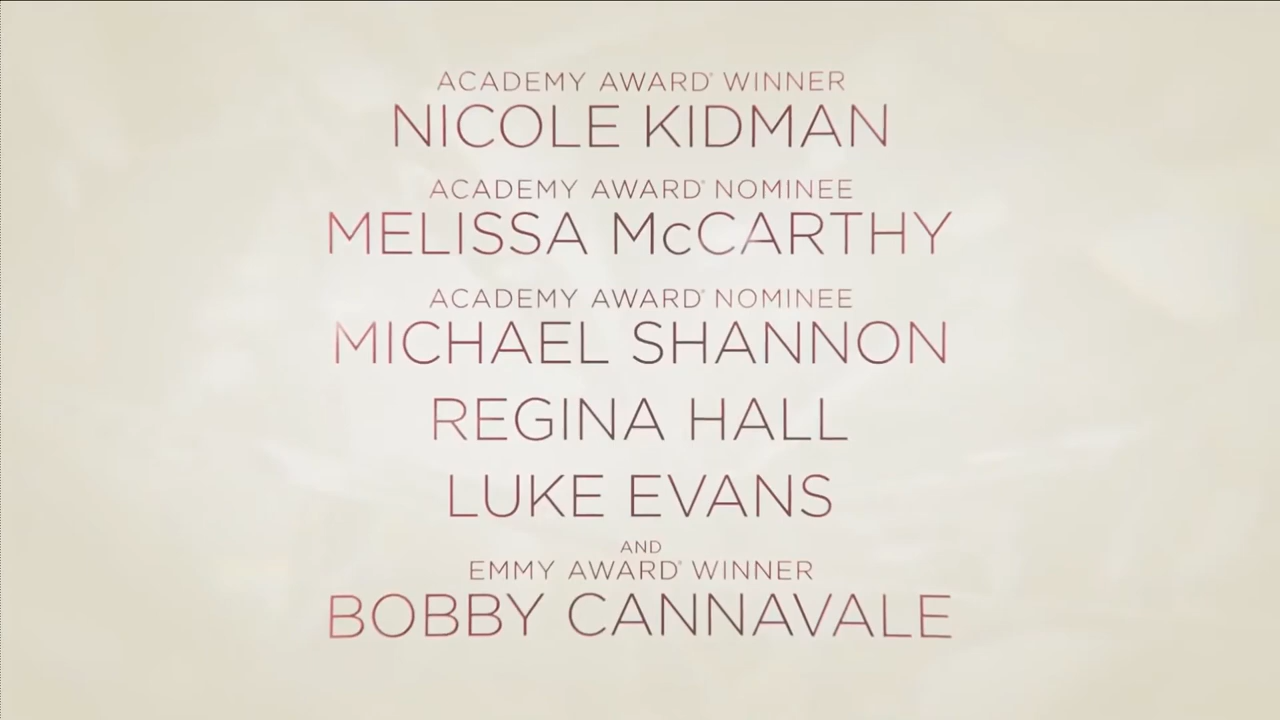 ACADEMY AWARD® WINNER
NICOLE KIDMAN
ACADEMY AWARD® NOMINEE
MELISSA McCARTHY
ACADEMY AWARD® NOMINEE
MICHAEL SHANNON
REGINA HALL
LUKE EVANS
AND
EMMY AWARD® WINNER
BOBBY CANNAVALE